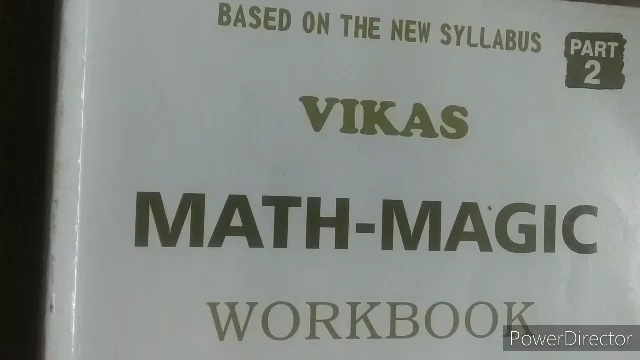 BASED ON THE NEW SYLLABUS
PART
2
VIKAS
MATH-MAGIC
WORKBOOK
PowerDirector